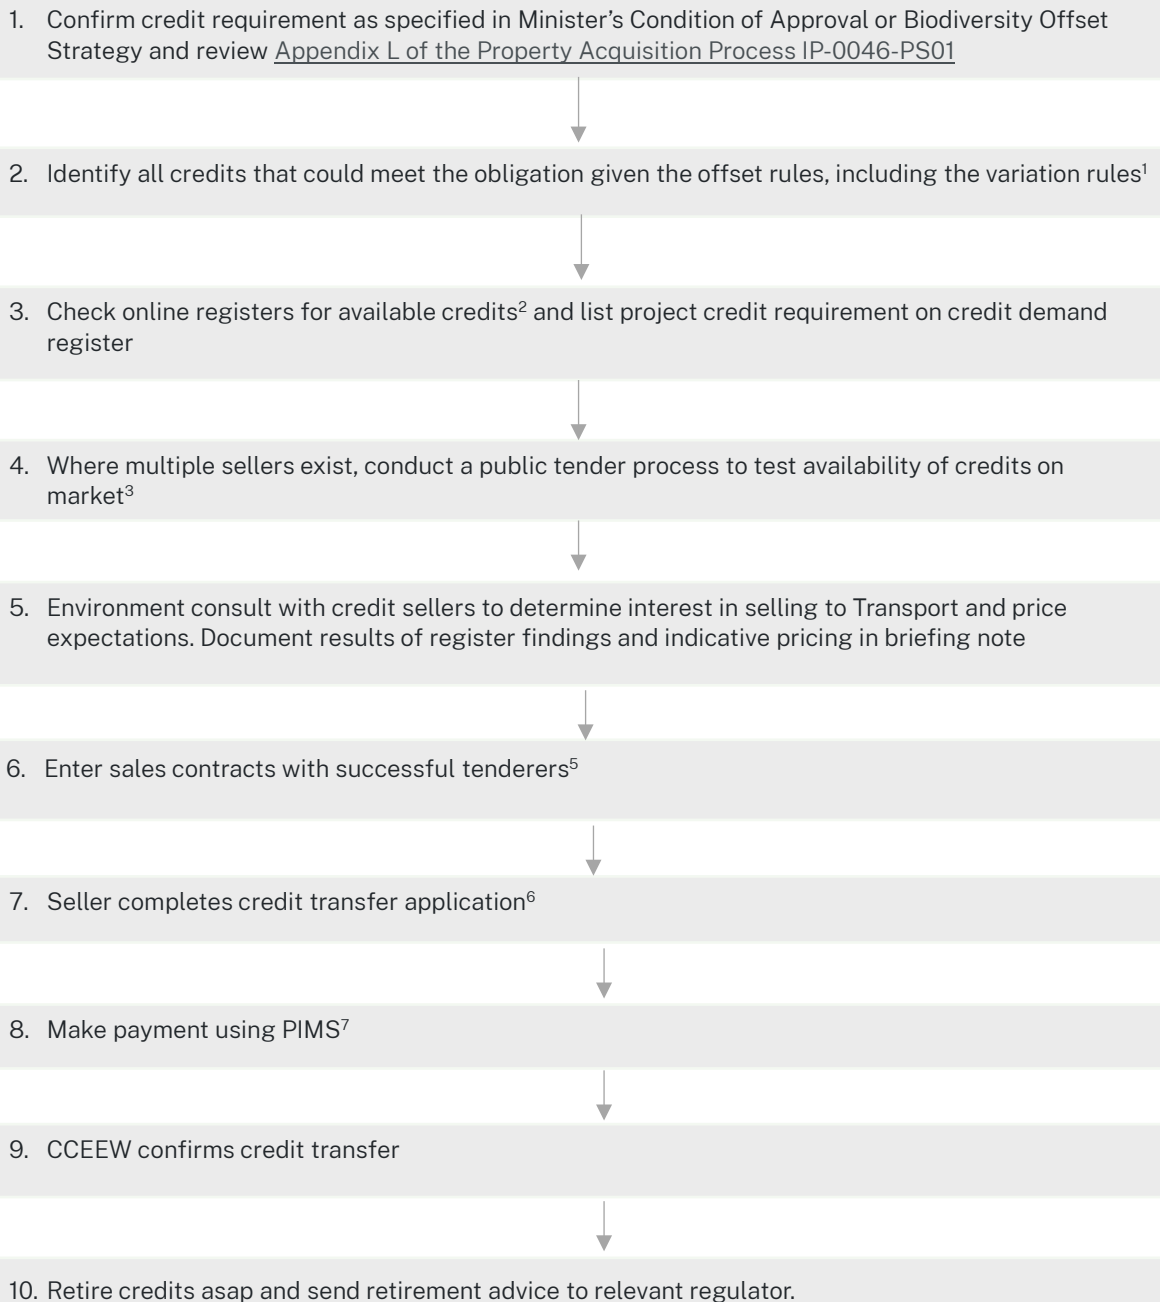 1. Confirm credit requirement as specified in Minister’s Condition of Approval or Biodiversity Offset
Strategy and review Appendix L of the Property Acquisition Process IP-0046-PS01
2. Identify all credits that could meet the obligation given the offset rules, including the variation rules¹
3. Check online registers for available credits² and list project credit requirement on credit demand
register
4. Where multiple sellers exist, conduct a public tender process to test availability of credits on
market³
5. Environment consult with credit sellers to determine interest in selling to Transport and price
expectations. Document results of register findings and indicative pricing in briefing note
6. Enter sales contracts with successful tenderers⁵
7. Seller completes credit transfer application⁶
8. Make payment using PIMS⁷
9. CCEEW confirms credit transfer
10. Retire credits asap and send retirement advice to relevant regulator.